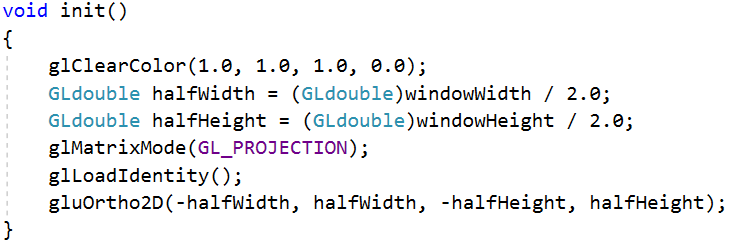 void init()
{
    glClearColor(1.0, 1.0, 1.0, 0.0);
    GLdouble halfWidth = (GLdouble)windowWidth / 2.0;
    GLdouble halfHeight = (GLdouble)windowHeight / 2.0;
    glMatrixMode(GL_PROJECTION);
    glLoadIdentity();
    gluOrtho2D(-halfWidth, halfWidth, -halfHeight, halfHeight);
}